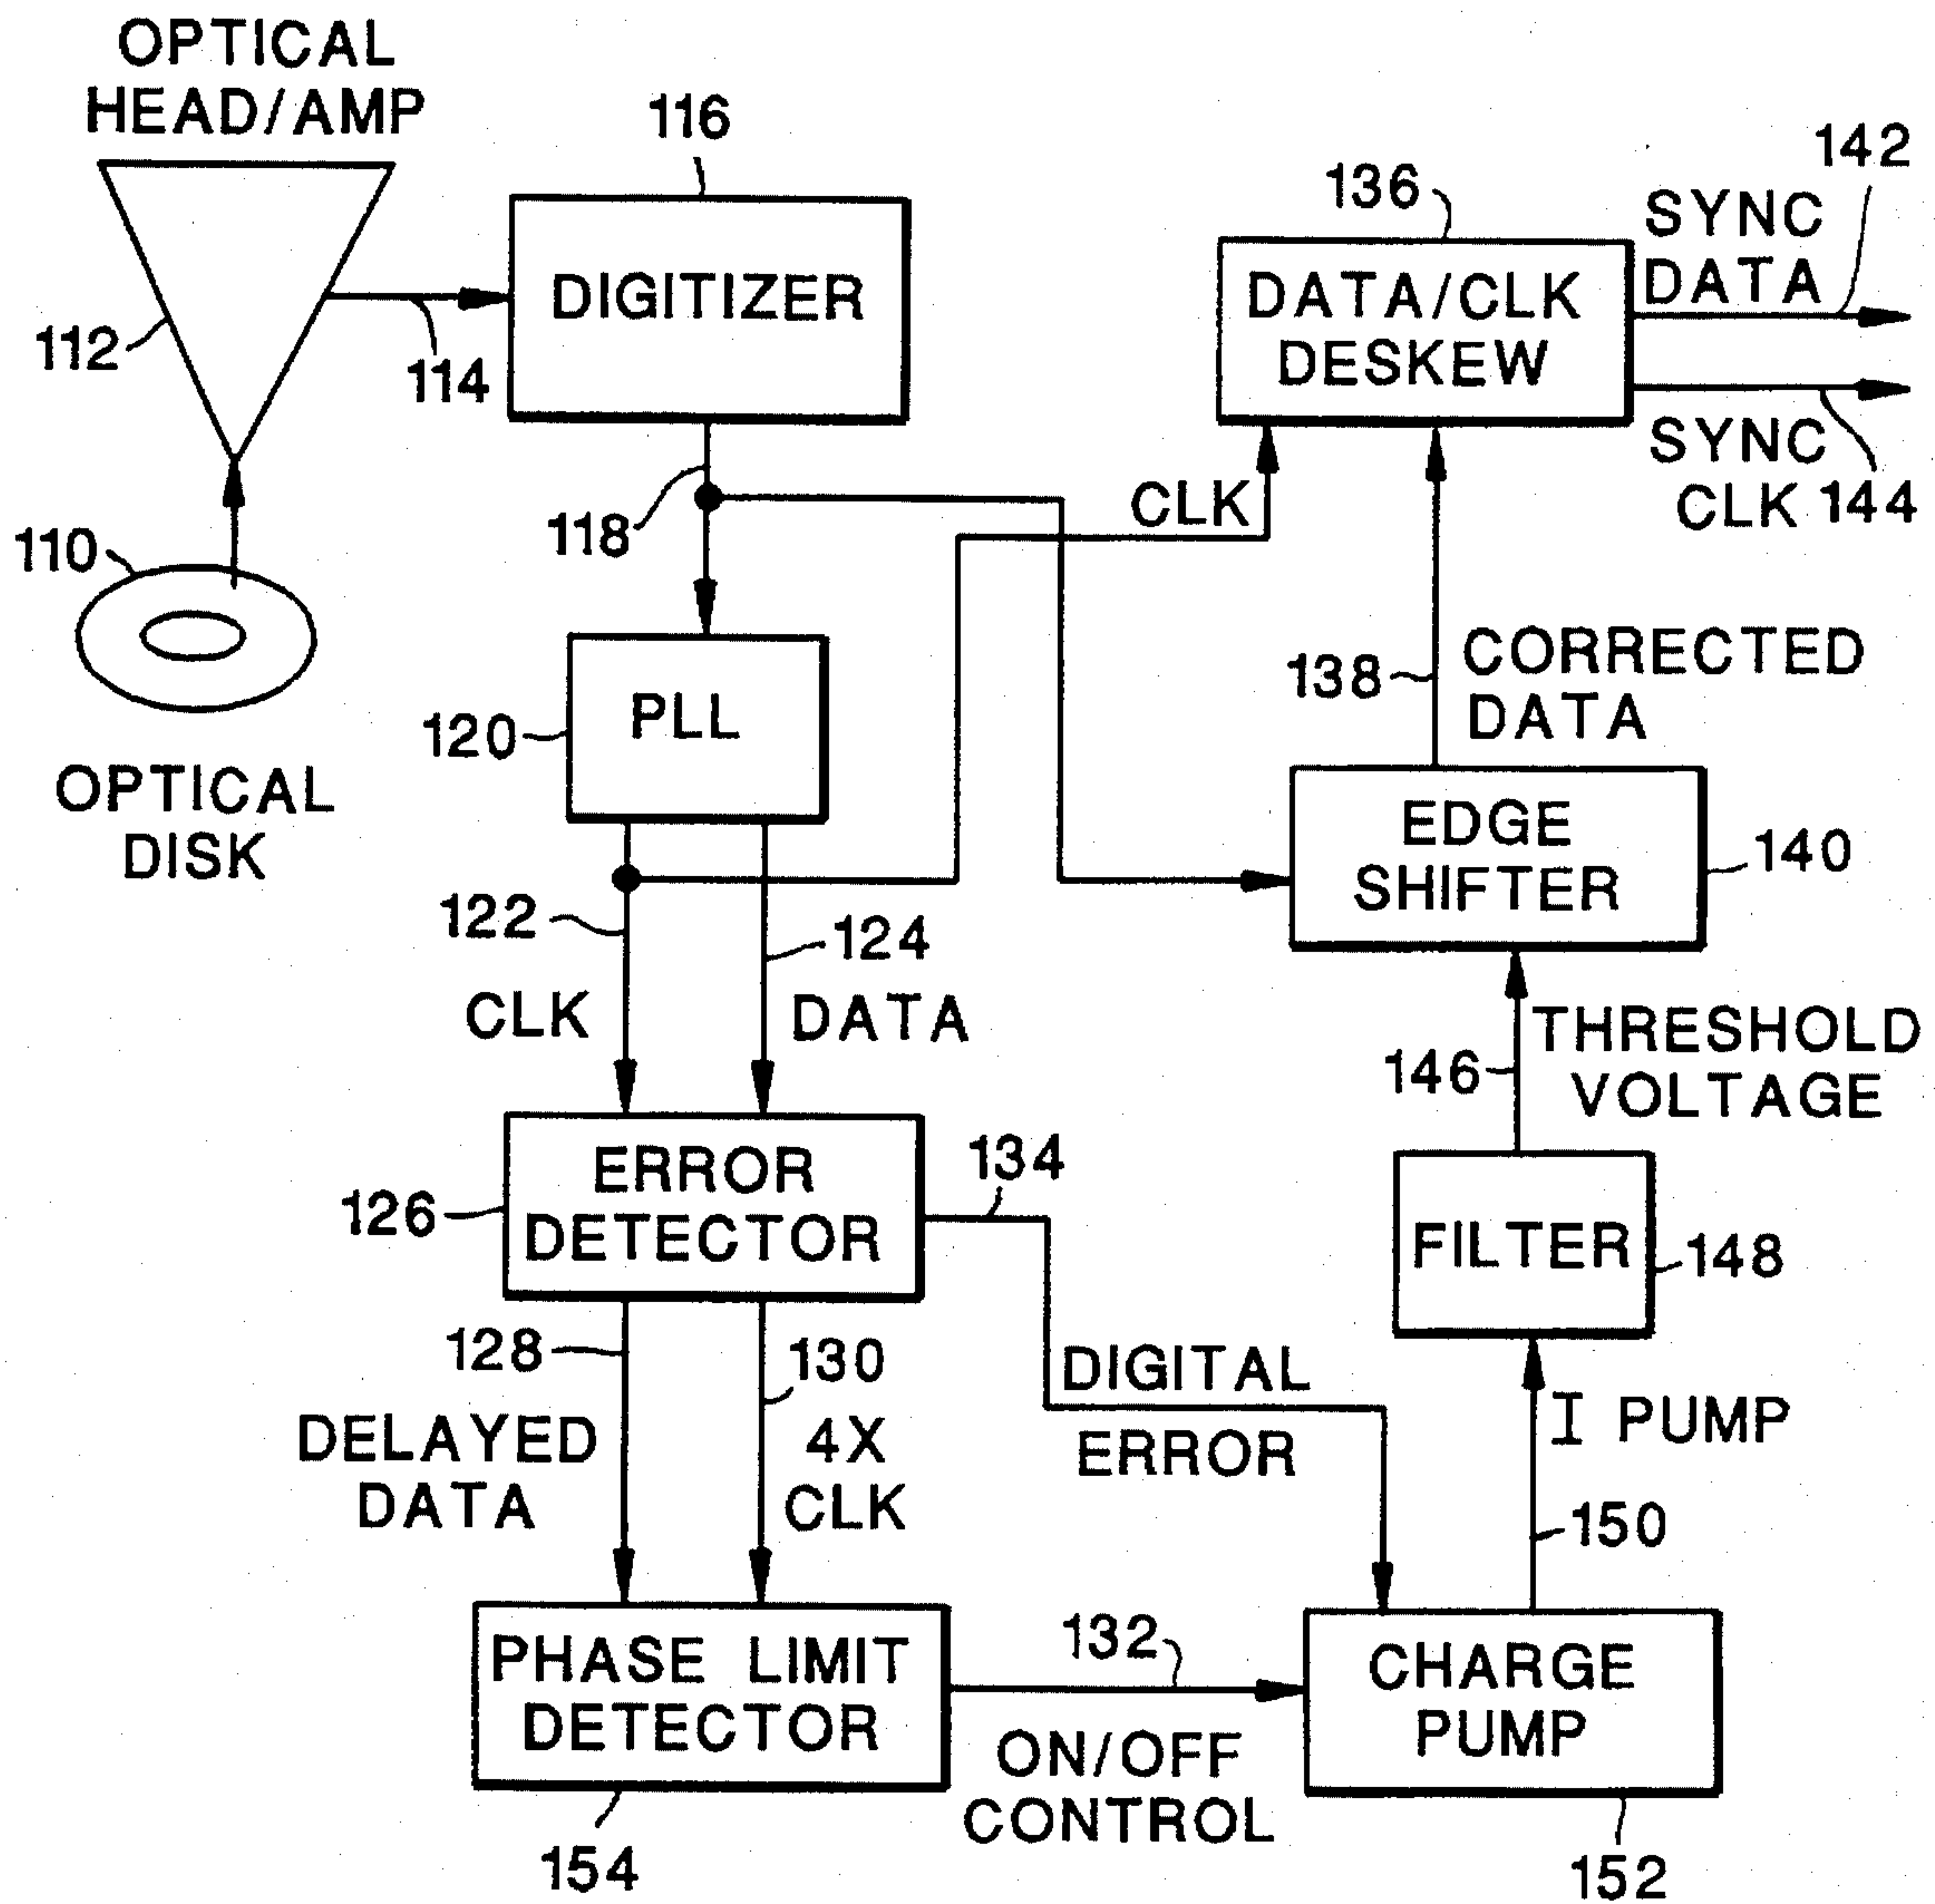 OPTICAL
HEAD/AMP
116
142
136
SYNC
DATA
DIGITIZER
DATA/CLK
DESKEW
112
114
SYNC
CLK 144
CLK
118
110
CORRECTED
DATA
138
PLL
120
OPTICAL
DISK
EDGE
SHIFTER
140
122
124
CLK
DATA
THRESHOLD
VOLTAGE
146
134
ERROR
DETECTOR
126
FILTER
148
128
130
DIGITAL
ERROR
I PUMP
DELAYED
DATA
4X
CLK
150
132
PHASE LIMIT
DETECTOR
CHARGE
PUMP
ON/OFF
CONTROL
154
152